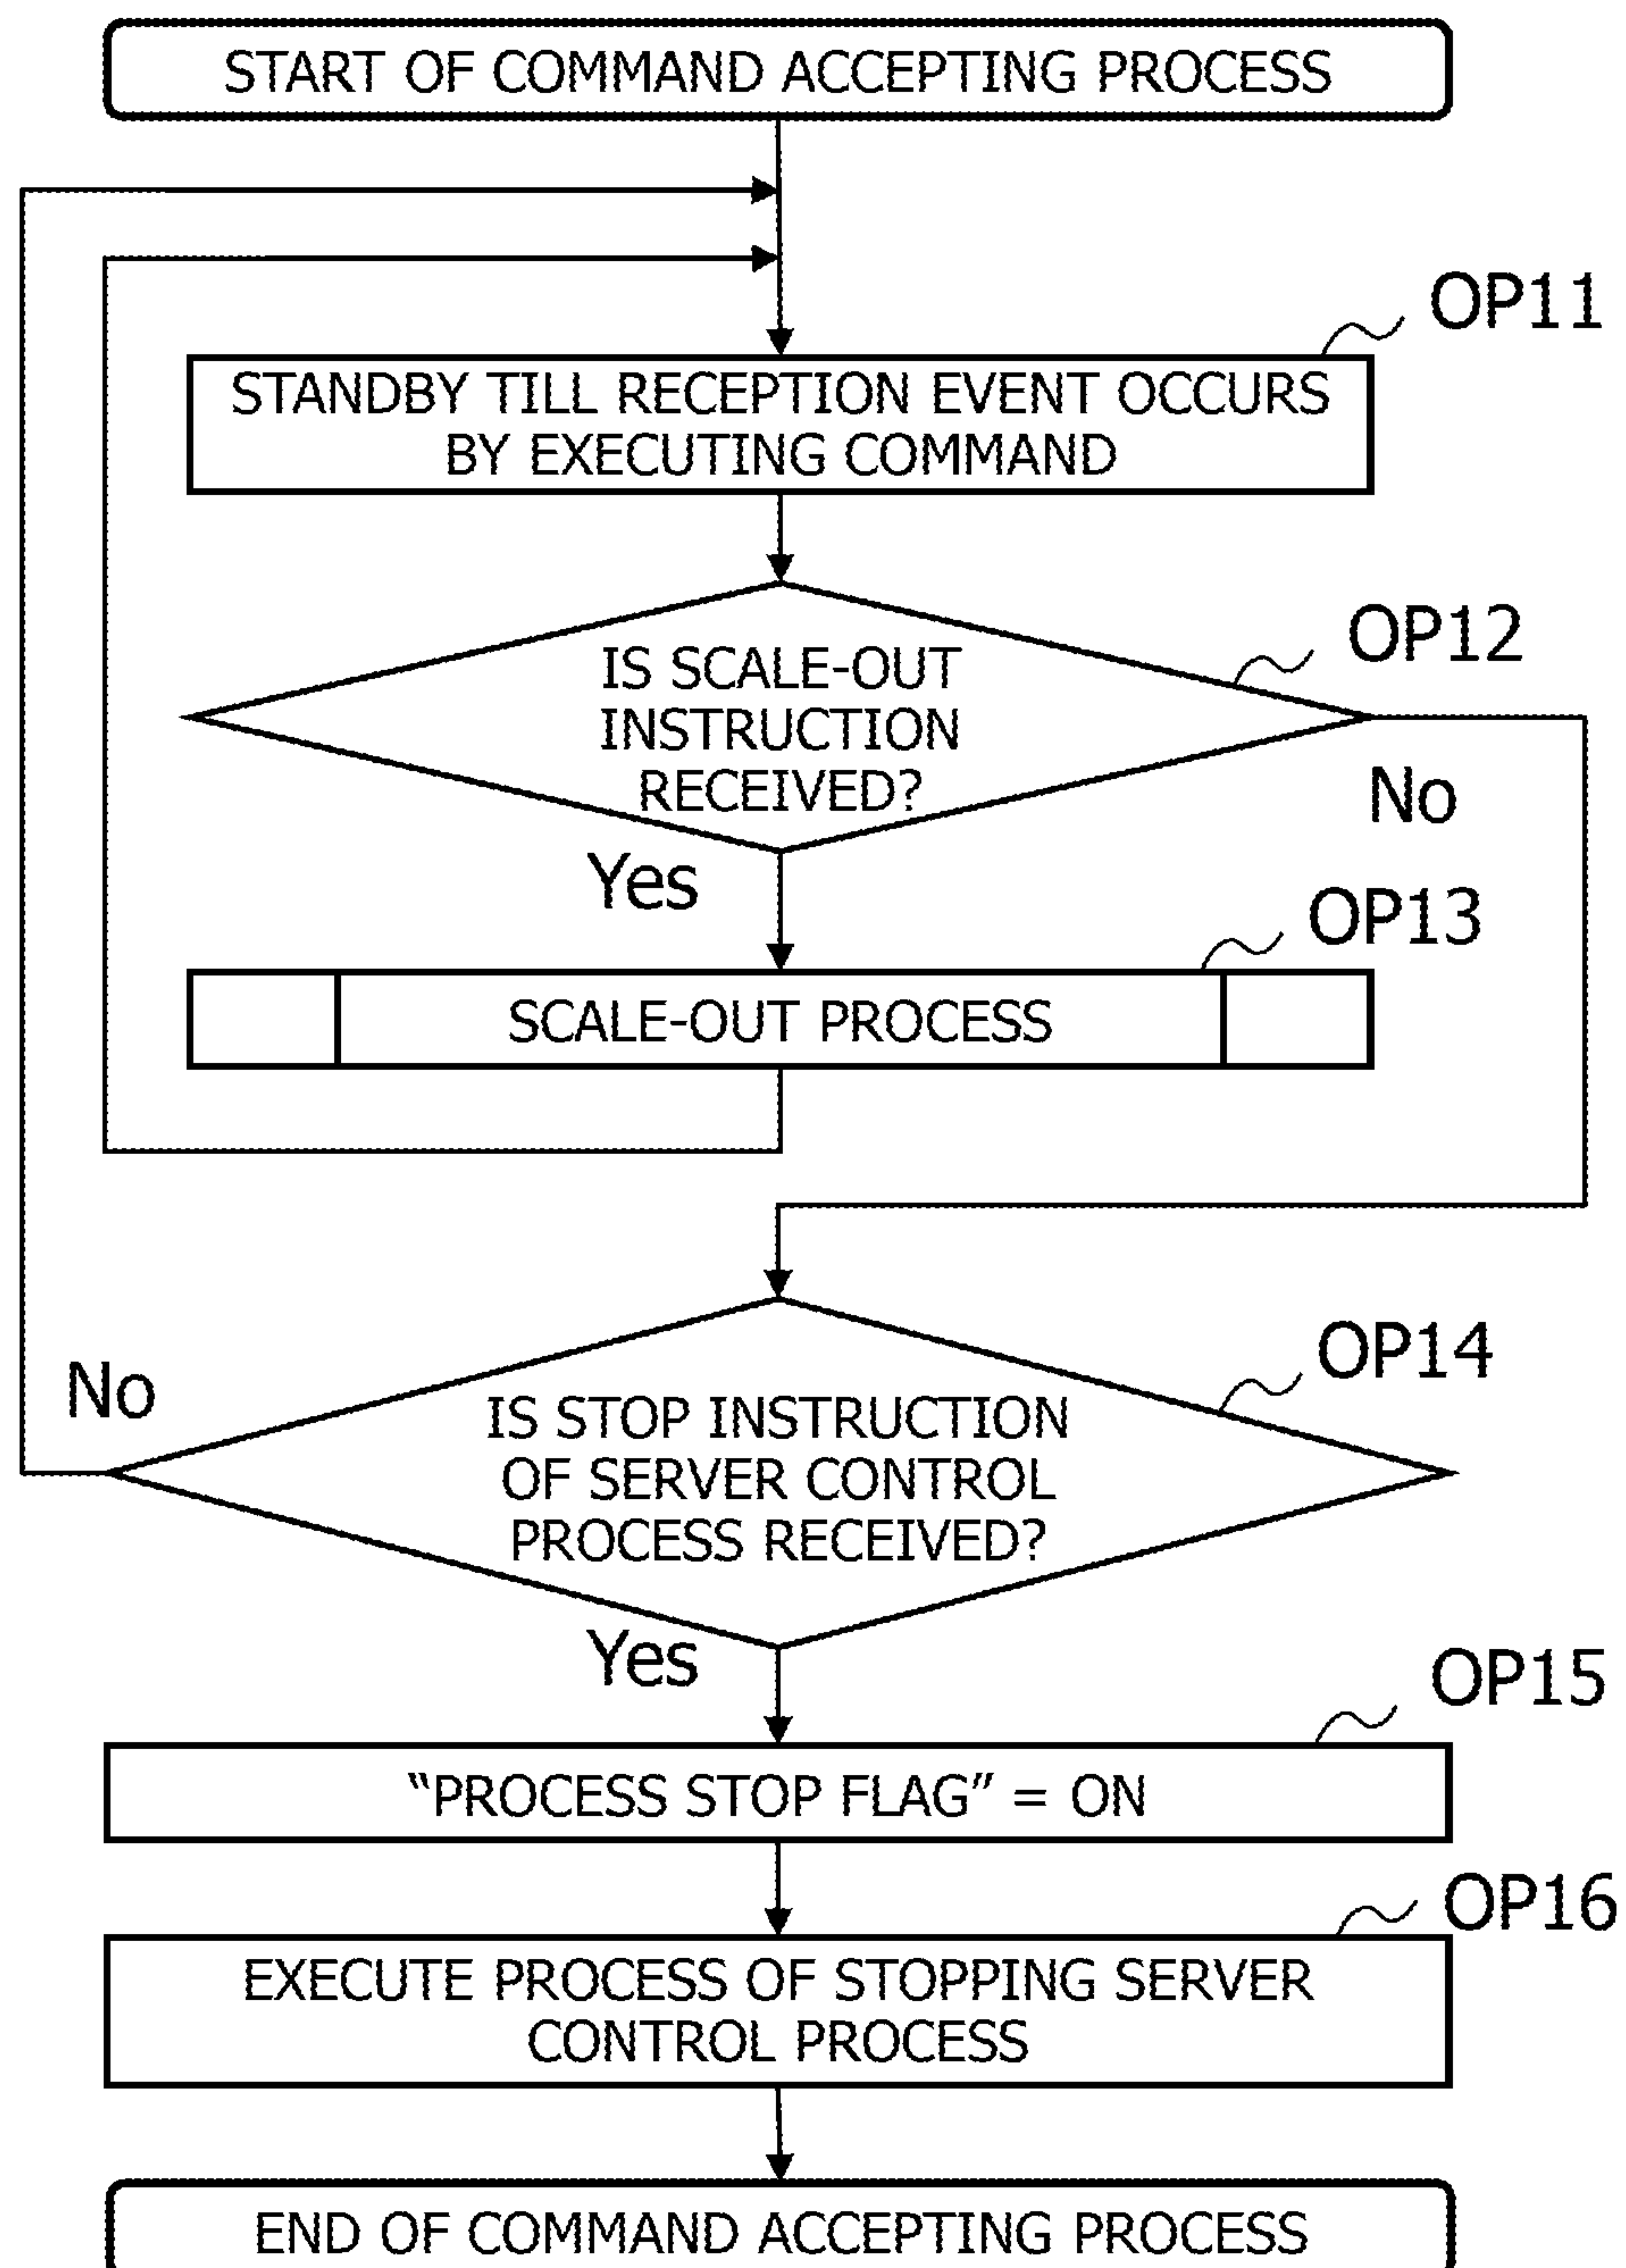 START OF COMMAND ACCEPTING PROCESS
OP11
STANDBY TILL RECEPTION EVENT OCCURS
BY EXECUTING COMMAND
OP12
IS SCALE-OUT
INSTRUCTION
RECEIVED?
No
Yes
OP13
SCALE-OUT PROCESS
OP14
No
IS STOP INSTRUCTION
OF SERVER CONTROL
PROCESS RECEIVED?
Yes
OP15
“PROCESS STOP FLAG” = ON
OP16
EXECUTE PROCESS OF STOPPING SERVER
CONTROL PROCESS
END OF COMMAND ACCEPTING PROCESS